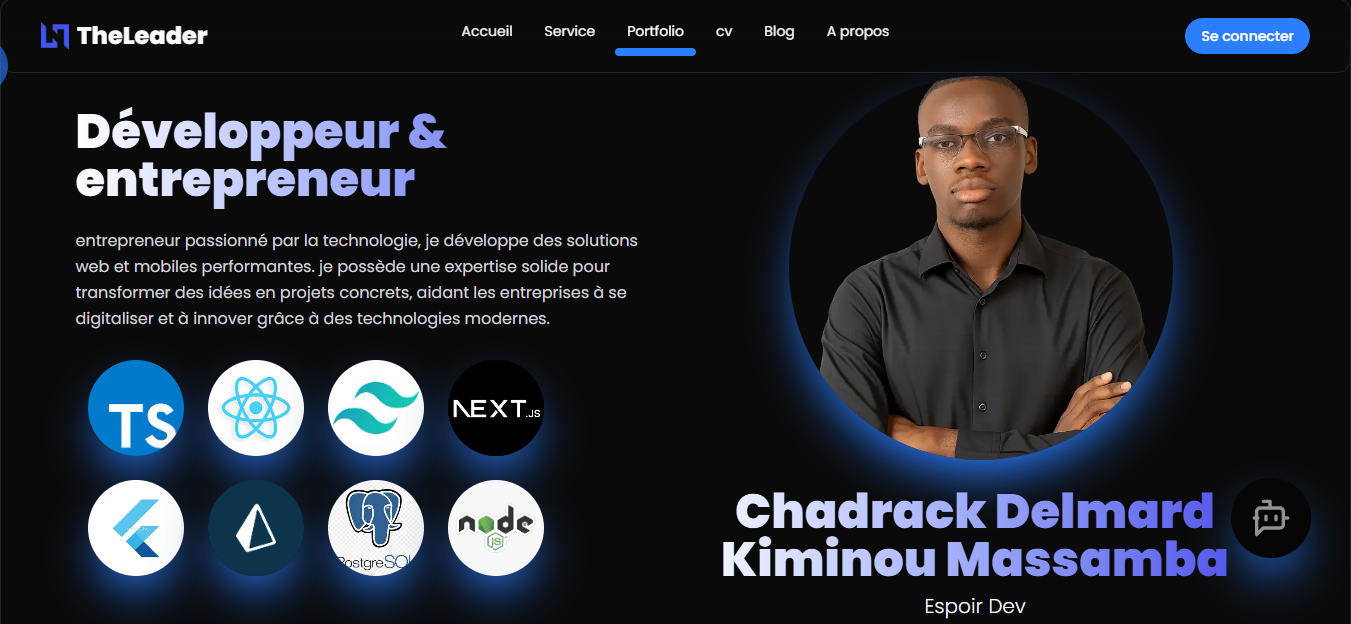 TheLeader
Accueil Service Portfolio cv Blog A propos
Se connecter
Développeur &
entrepreneur
entrepreneur passionné par la technologie, je développe des solutions
web et mobiles performantes. je possède une expertise solide pour
transformer des idées en projets concrets, aidant les entreprises à se
digitaliser et à innover grâce à des technologies modernes.
TS
NEXT.JS
PostgreSQL
node
JS
Chadrack Delmard
Kiminou Massamba
Espoir Dev